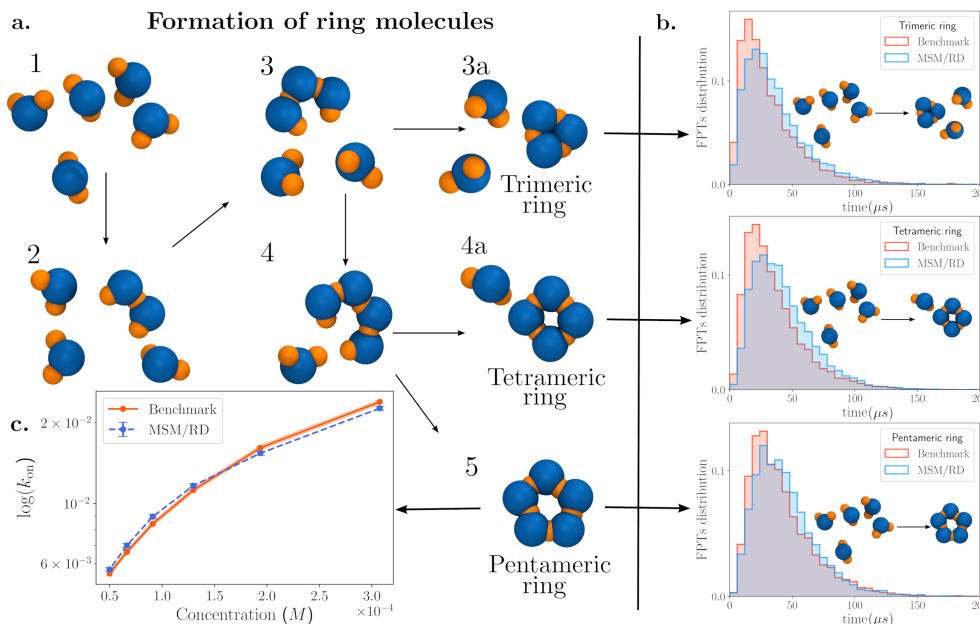 a.
Formation of ring molecules
1
2
3
3a
Trimeric
ring
4
4a
Tetrameric
ring
5
Pentameric
ring
b.
FPTs distribution
0.1
0.0
0
50
100
150
200
time(μs)
Trimeric ring
Benchmark
MSM/RD
FPTs distribution
0.1
0.0
0
50
100
150
200
time(μs)
Tetrameric ring
Benchmark
MSM/RD
FPTs distribution
0.1
0.0
0
50
100
150
200
time(μs)
Pentameric ring
Benchmark
MSM/RD
c.
Benchmark
MSM/RD
log(k_on)
2 × 10⁻²
10⁻²
6 × 10⁻³
0.5
1.0
1.5
2.0
2.5
3.0
×10⁻⁴
Concentration (M)